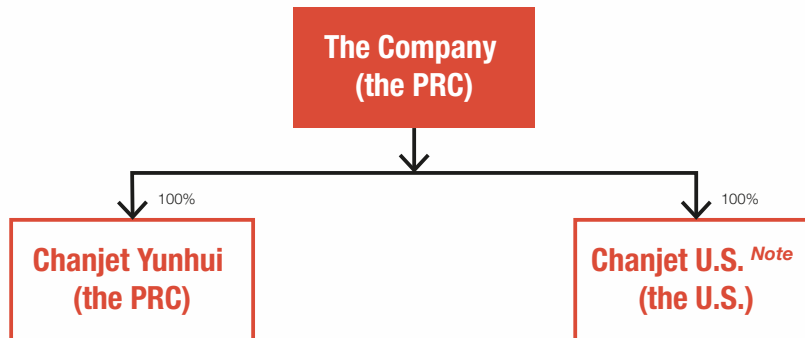 The Company
(the PRC)
100%
100%
Chanjet Yunhui
(the PRC)
Chanjet U.S. Note
(the U.S.)